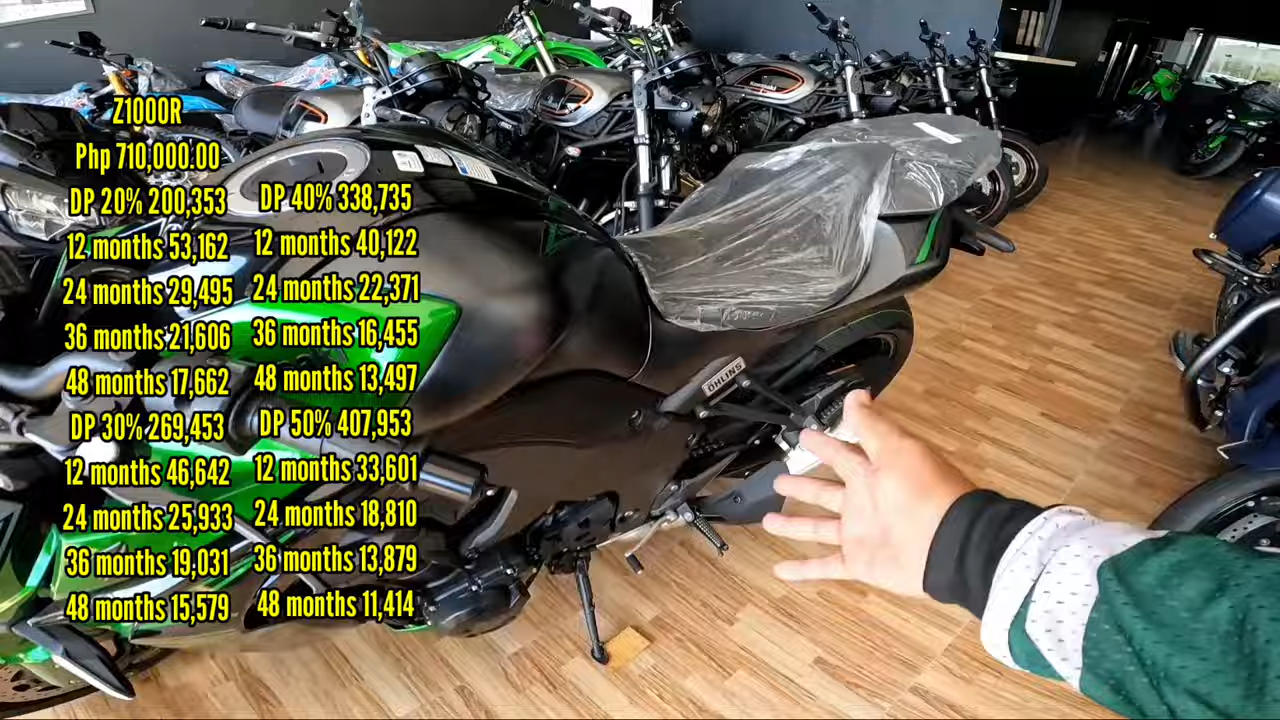 Z1000R
Php 710,000.00
DP 20% 200,353
12 months 53,162
24 months 29,495
36 months 21,606
48 months 17,662
DP 30% 269,453
12 months 46,642
24 months 25,933
36 months 19,031
48 months 15,579
DP 40% 338,735
12 months 40,122
24 months 22,371
36 months 16,455
48 months 13,497
DP 50% 407,953
12 months 33,601
24 months 18,810
36 months 13,879
48 months 11,414
ÖHLINS